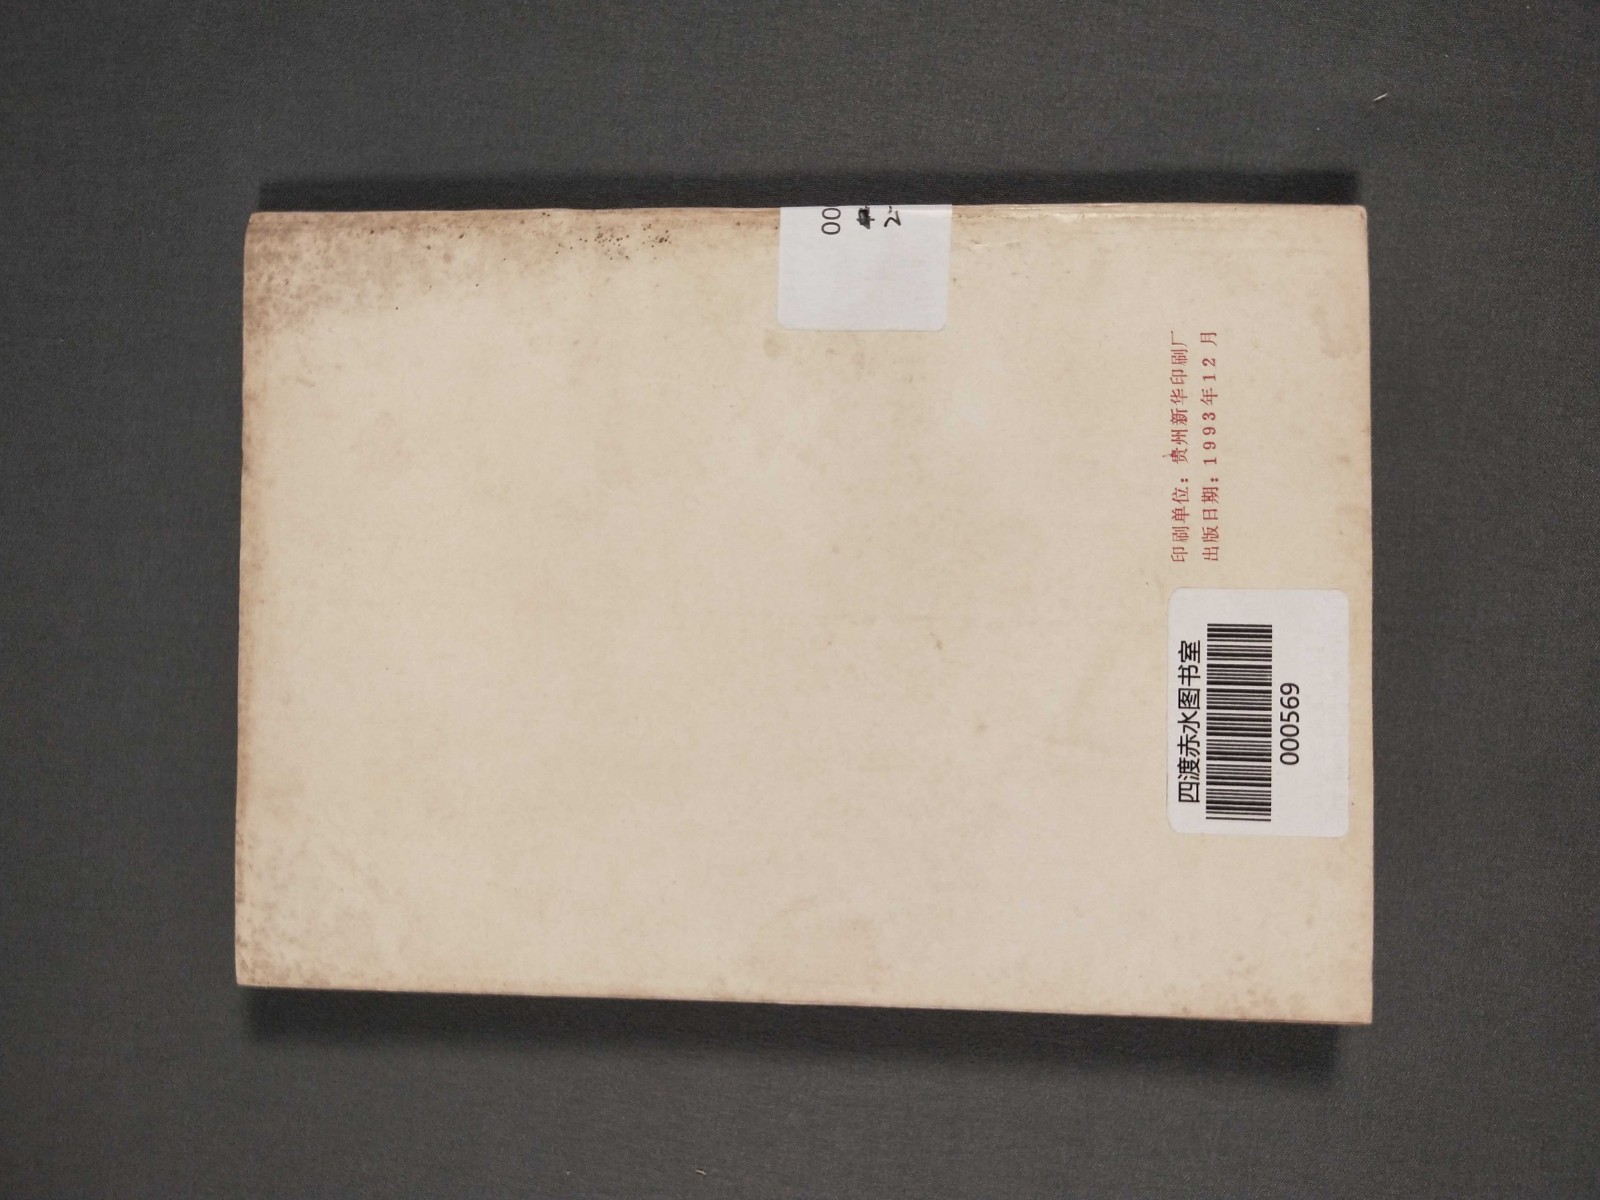 00
2-
印刷单位：贵州新华印刷厂
出版日期：1993年12月
四渡赤水图书室
000569